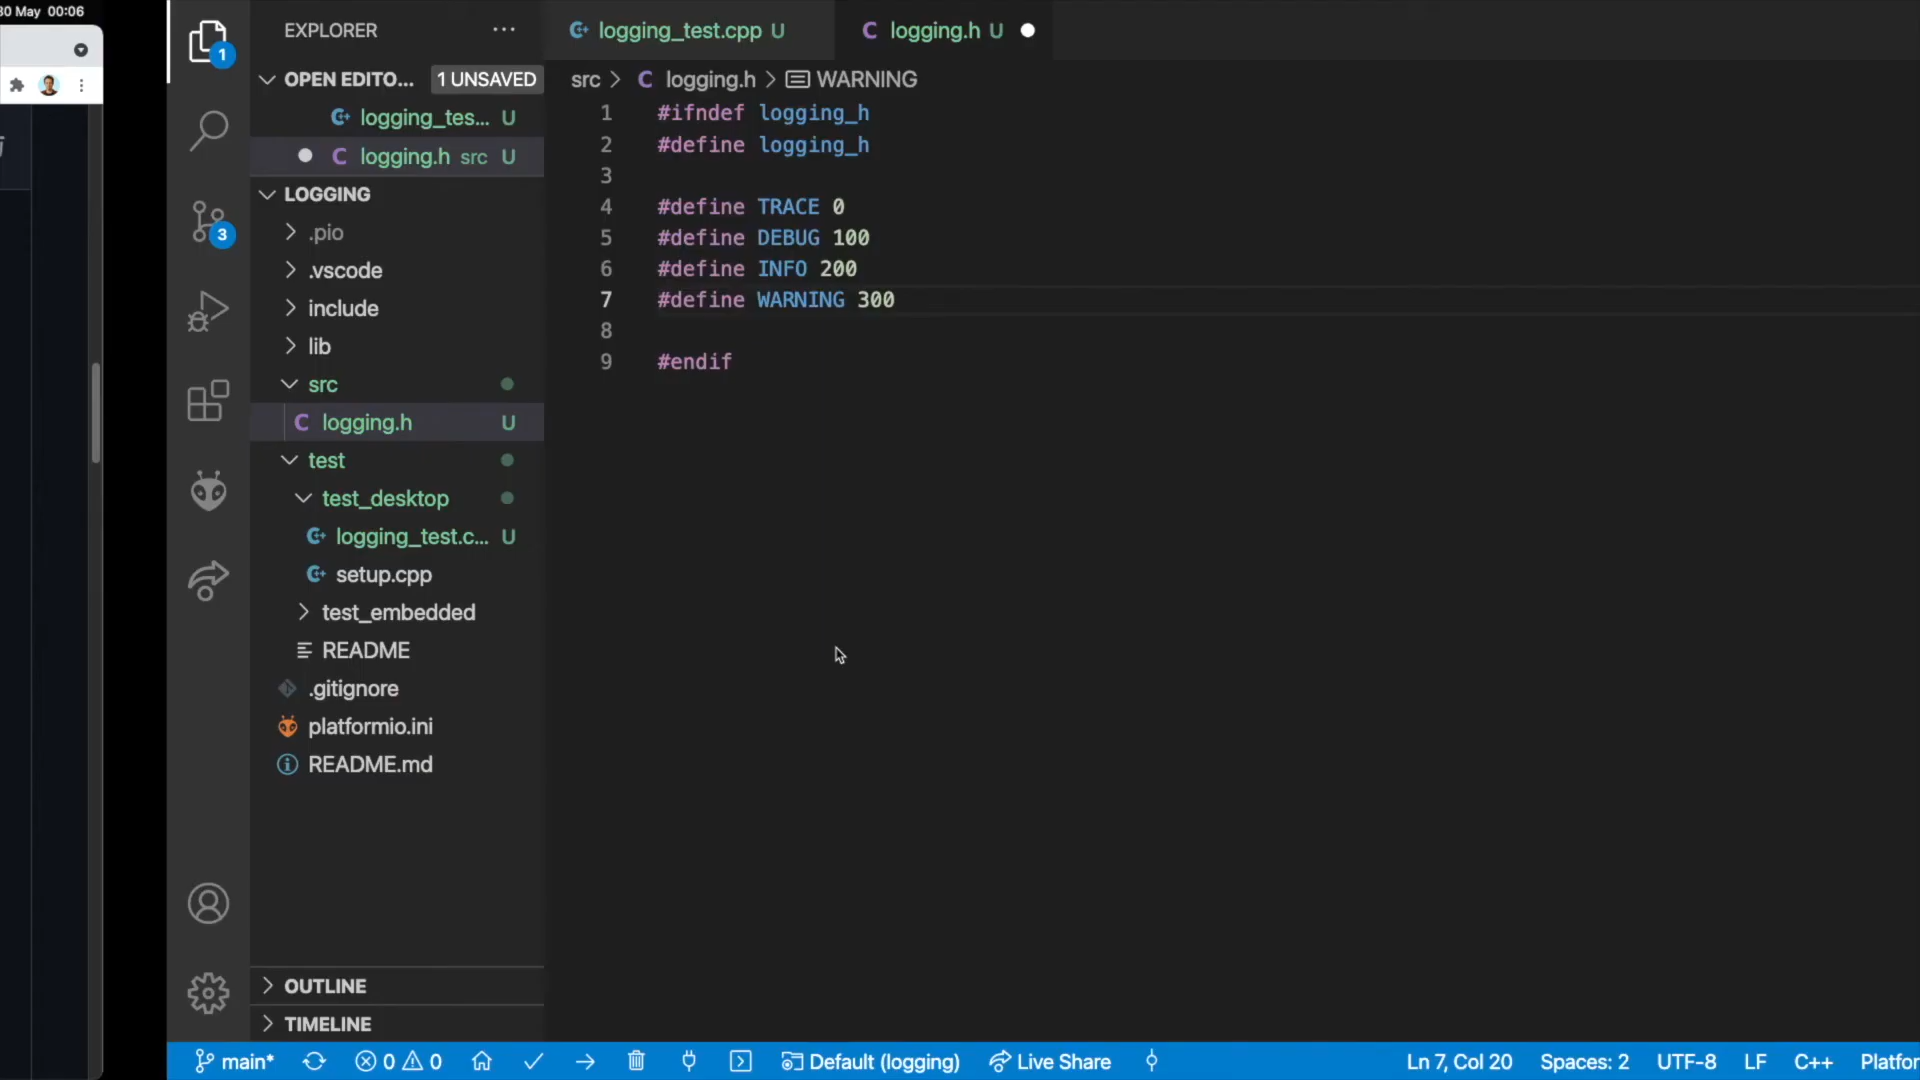 30 May 00:06
EXPLORER
OPEN EDITO... 1 UNSAVED
logging_tes... U
logging.h src U
LOGGING
.pio
.vscode
include
lib
src
logging.h U
test
test_desktop
logging_test.c... U
setup.cpp
test_embedded
README
.gitignore
platformio.ini
README.md
OUTLINE
TIMELINE
1
3
logging_test.cpp U
logging.h U
src > C logging.h > WARNING
1 #ifndef logging_h
2 #define logging_h
3
4 #define TRACE 0
5 #define DEBUG 100
6 #define INFO 200
7 #define WARNING 300
8
9 #endif
main* 0 0 Default (logging) Live Share Ln 7, Col 20 Spaces: 2 UTF-8 LF C++ Platfor